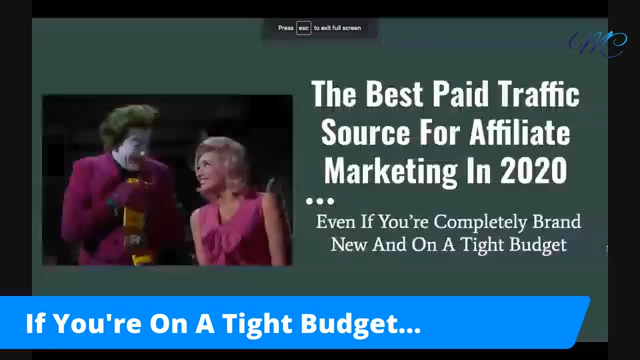 Press esc to exit full screen
MC
The Best Paid Traffic
Source For Affiliate
Marketing In 2020
Even If You're Completely Brand
New And On A Tight Budget
If You're On A Tight Budget...